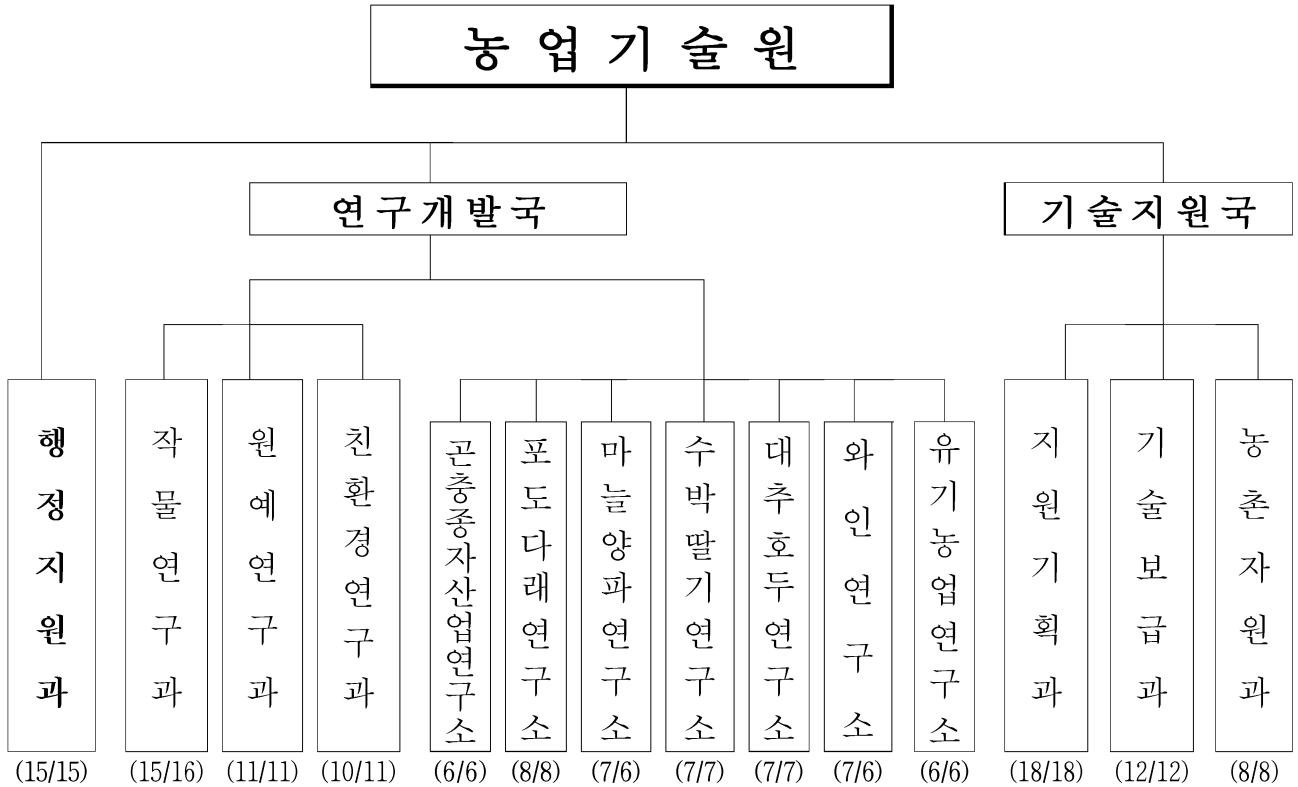 농업기술원
연구개발국
기술지원국
행정지원과
작물연구과
원예연구과
친환경연구과
곤충종자산업연구소
포도다래연구소
마늘양파연구소
수박딸기연구소
대추호두연구소
와인연구소
유기농업연구소
지원기획과
기술보급과
농촌자원과
(15/15)
(15/16)
(11/11)
(10/11)
(6/6)
(8/8)
(7/6)
(7/7)
(7/7)
(7/6)
(6/6)
(18/18)
(12/12)
(8/8)